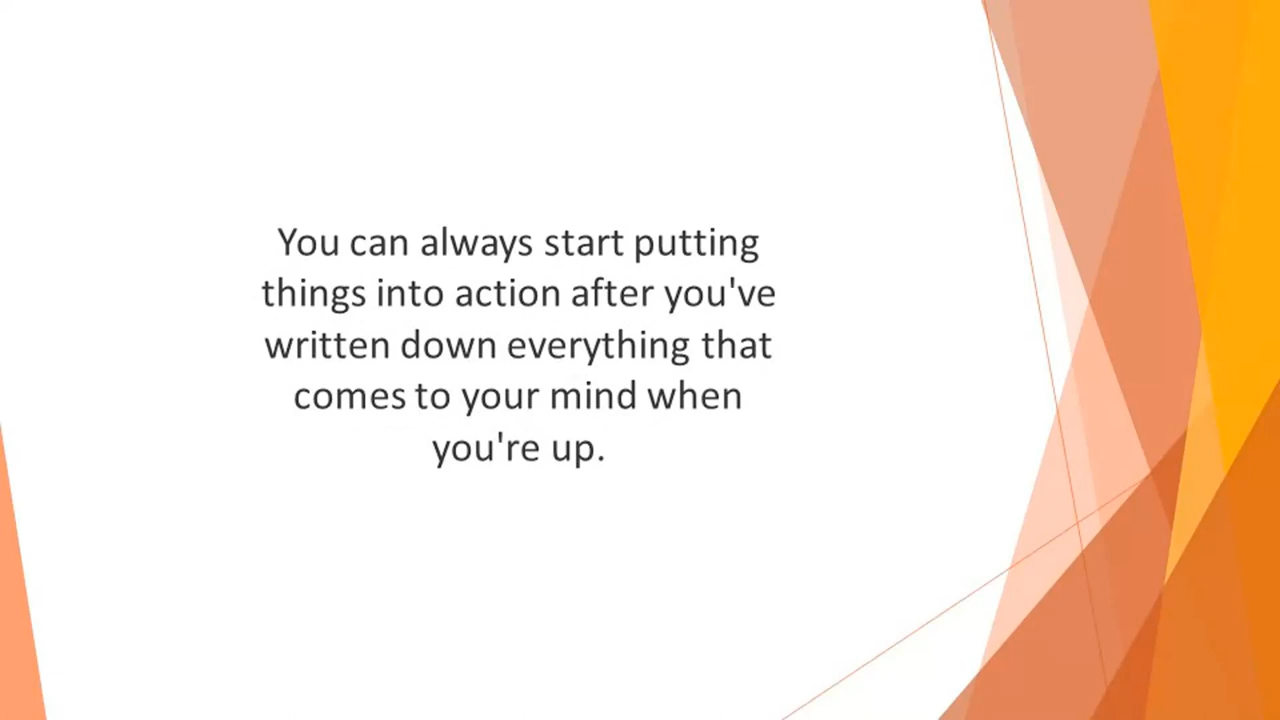 You can always start putting
things into action after you've
written down everything that
comes to your mind when
you're up.